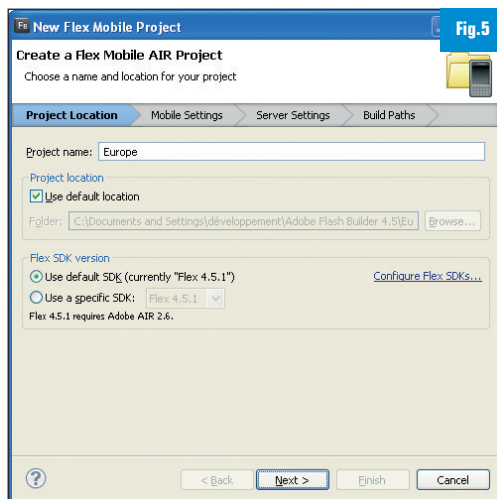 Fb New Flex Mobile Project
Fig.5
Create a Flex Mobile AIR Project
Choose a name and location for your project
Project Location Mobile Settings Server Settings Build Paths
Project name: Europe
Project location
Use default location
Folder: C:\Documents and Settings\développement\Adobe Flash Builder 4.5\Eu Browse...
Flex SDK version
Use default SDK (currently "Flex 4.5.1") Configure Flex SDKs...
Use a specific SDK: Flex 4.5.1
Flex 4.5.1 requires Adobe AIR 2.6.
? < Back Next > Finish Cancel